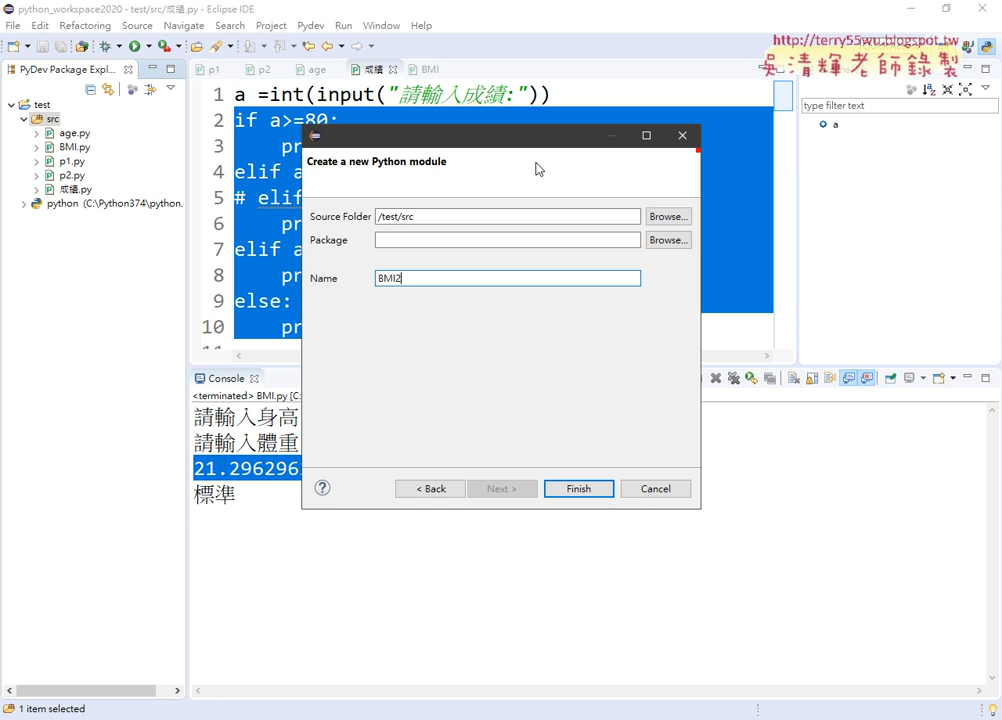 python_workspace2020 - test/src/成績.py - Eclipse IDE
File Edit Refactoring Source Navigate Search Project Pydev Run Window Help
http://terry55wu.blogspot.tw
吳清輝老師錄製
PyDev Package Expl...
p1 p2 age 成績 BMI
type filter text
a
test
src
age.py
BMI.py
p1.py
p2.py
成績.py
python (C:\Python374\python.
1 a =int(input("請輸入成績:"))
2 if a>=80:
3 pr
4 elif a
5 # elif
6 pr
7 elif a
8 pr
9 else:
10 pr
Create a new Python module
Source Folder /test/src Browse...
Package Browse...
Name BMI2
< Back Next > Finish Cancel
Console
<terminated> BMI.py [C:
請輸入身高
請輸入體重
21.296296
標準
1 item selected